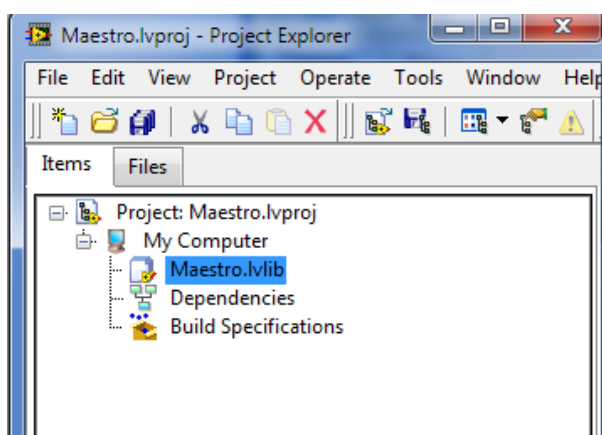 Maestro.lvproj - Project Explorer
File Edit View Project Operate Tools Window Help
Items Files
Project: Maestro.lvproj
My Computer
Maestro.lvlib
Dependencies
Build Specifications